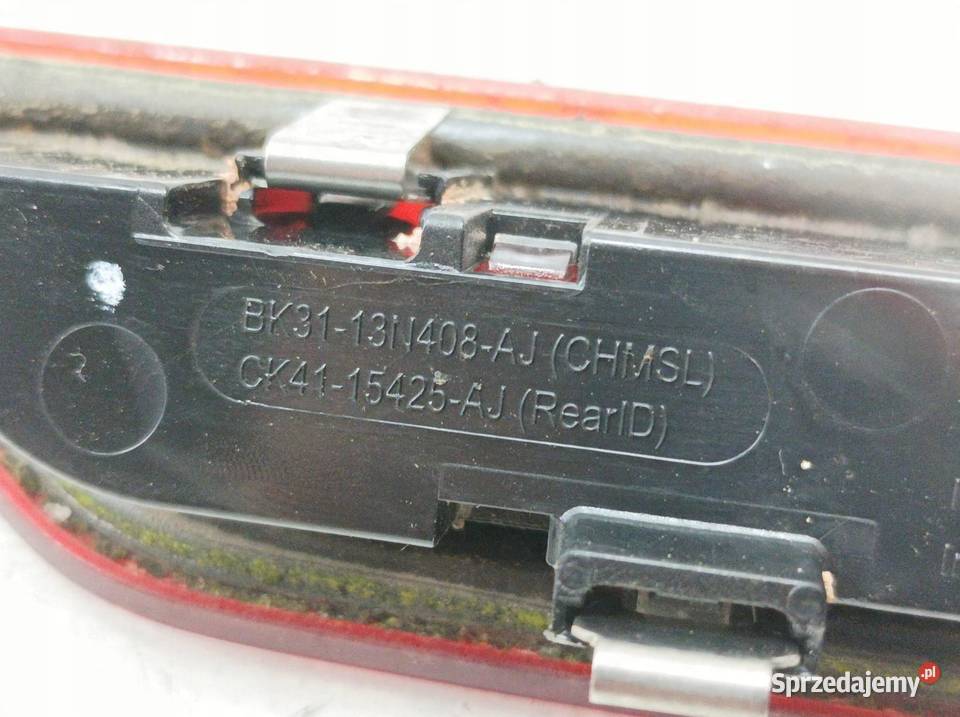 BK31-13N408-AJ (CHMSL)
CK41-15425-AJ (RearID)
Sprzedajemy.pl